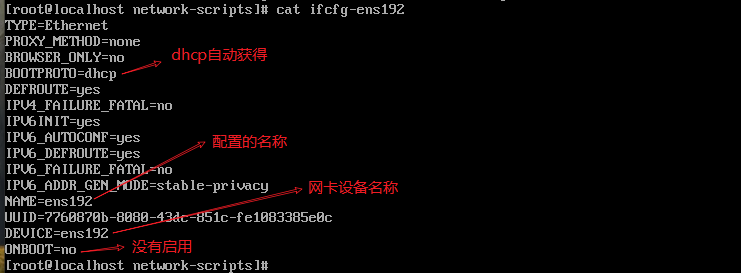 [root@localhost network-scripts]# cat ifcfg-ens192
TYPE=Ethernet
PROXY_METHOD=none
BROWSER_ONLY=no
dhcp自动获得
BOOTPROTO=dhcp
DEFROUTE=yes
IPV4_FAILURE_FATAL=no
IPV6INIT=yes
IPV6_AUTOCONF=yes
配置的名称
IPV6_DEFROUTE=yes
IPV6_FAILURE_FATAL=no
IPV6_ADDR_GEN_MODE=stable-privacy
网卡设备名称
NAME=ens192
UUID=7760870b-8080-43dc-851c-fe1083385e0c
DEVICE=ens192
ONBOOT=no
没有启用
[root@localhost network-scripts]#